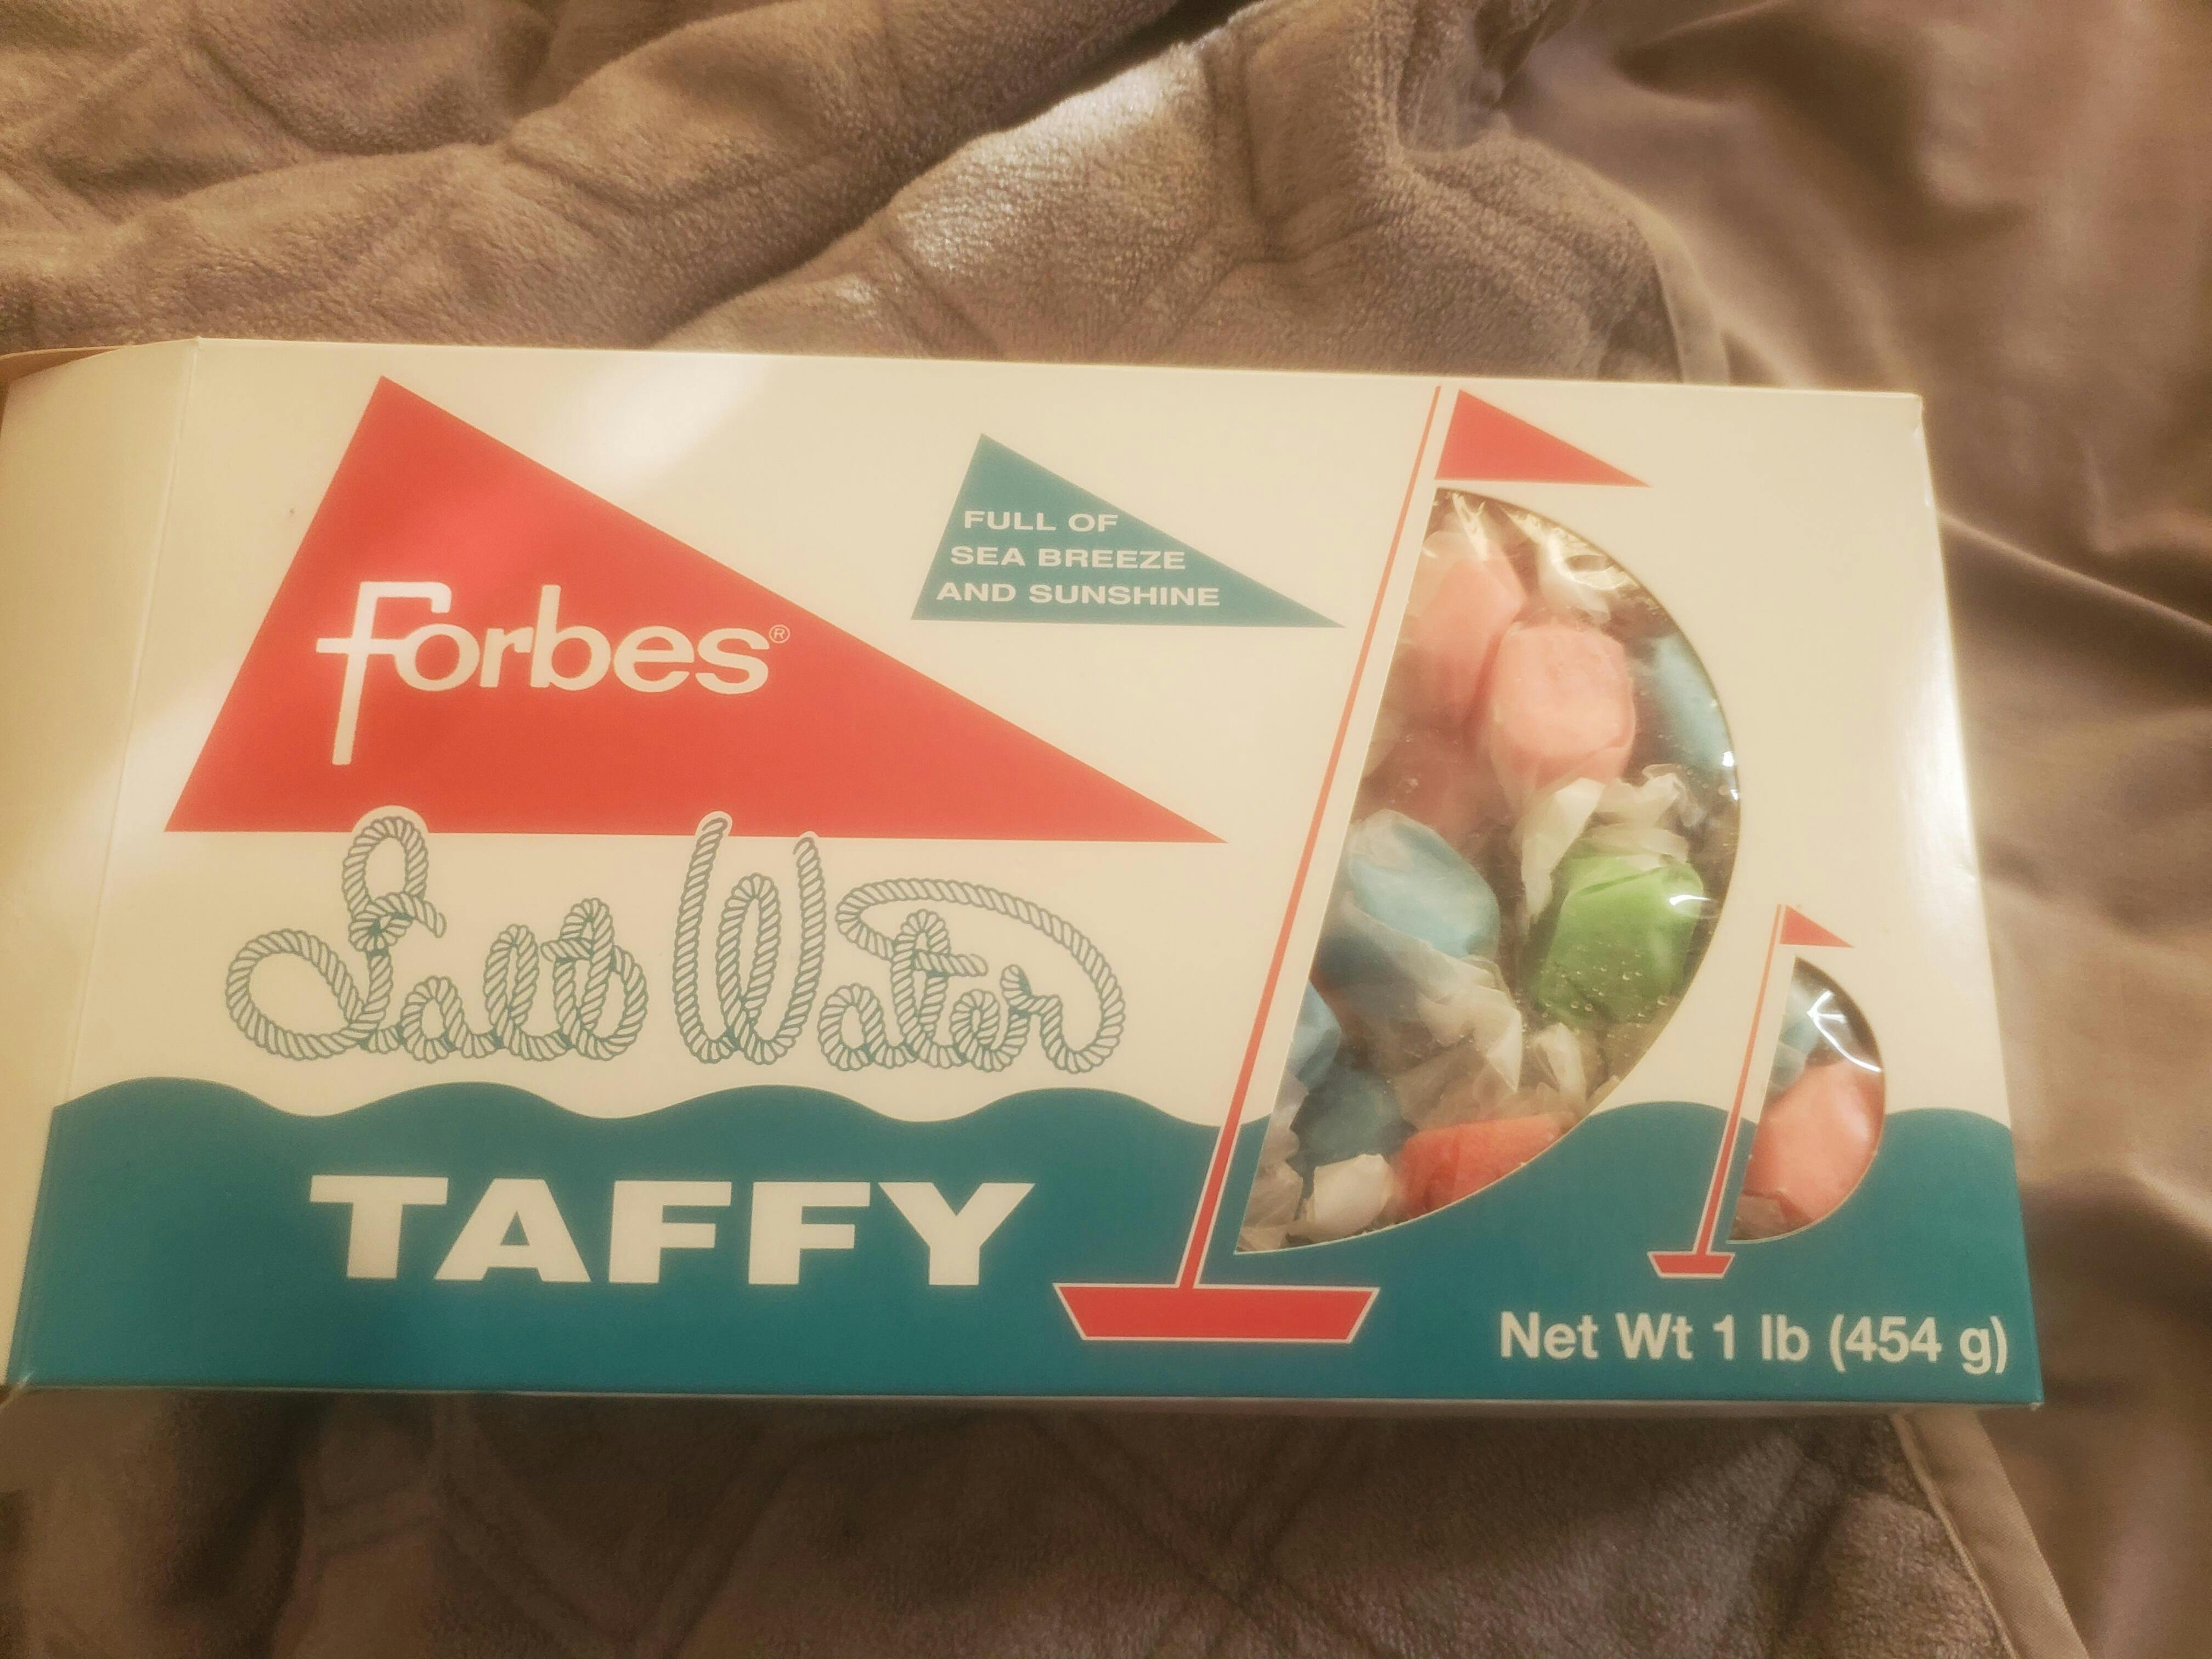 Forbes®
FULL OF
SEA BREEZE
AND SUNSHINE
Salt Water
TAFFY
Net Wt 1 lb (454 g)